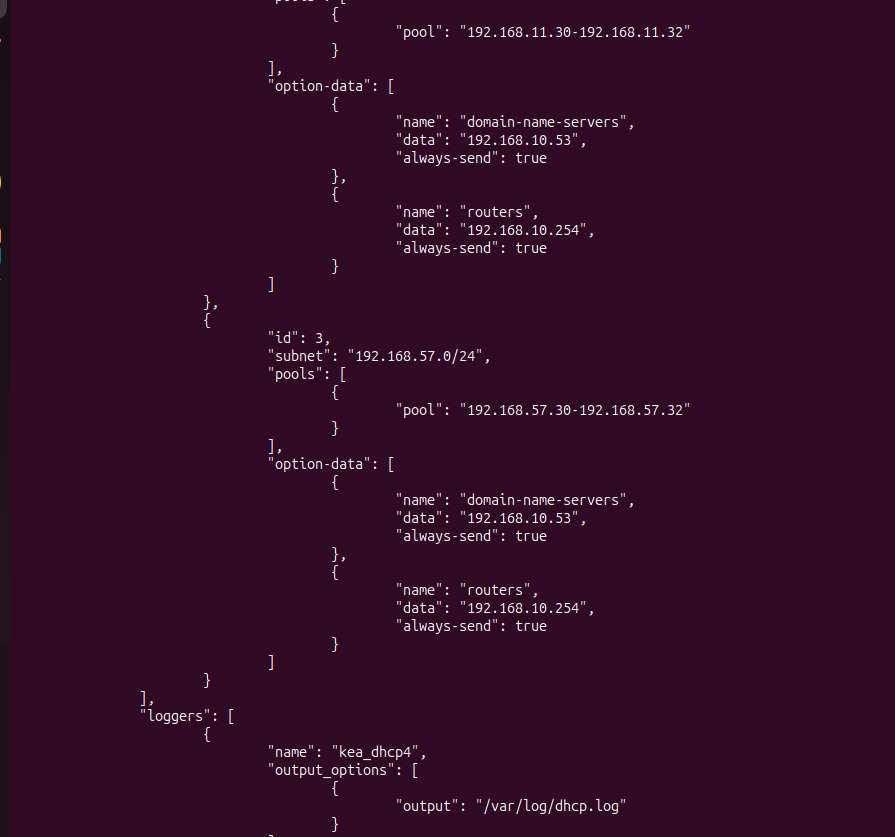 {
"pool": "192.168.11.30-192.168.11.32"
}
],
"option-data": [
{
"name": "domain-name-servers",
"data": "192.168.10.53",
"always-send": true
},
{
"name": "routers",
"data": "192.168.10.254",
"always-send": true
}
]
},
{
"id": 3,
"subnet": "192.168.57.0/24",
"pools": [
{
"pool": "192.168.57.30-192.168.57.32"
}
],
"option-data": [
{
"name": "domain-name-servers",
"data": "192.168.10.53",
"always-send": true
},
{
"name": "routers",
"data": "192.168.10.254",
"always-send": true
}
]
}
],
"loggers": [
{
"name": "kea_dhcp4",
"output_options": [
{
"output": "/var/log/dhcp.log"
}